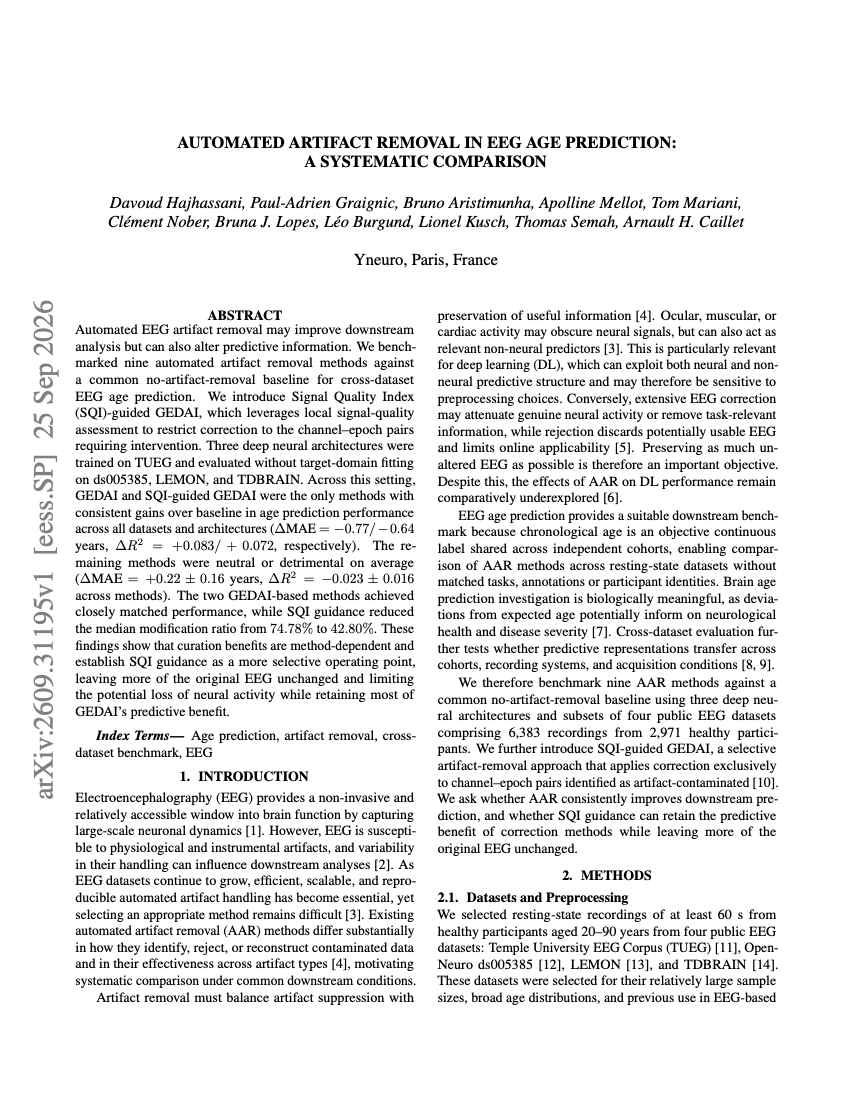 AUTOMATED ARTIFACT REMOVAL IN EEG AGE PREDICTION:
A SYSTEMATIC COMPARISON
Davoud Hajhassani, Paul-Adrien Graignic, Bruno Aristimunha, Apolline Mellot, Tom Mariani,
Clément Nober, Bruna J. Lopes, Léo Burgund, Lionel Kusch, Thomas Semah, Arnault H. Caillet
Yneuro, Paris, France
arXiv:2609.31195v1 [eess.SP] 25 Sep 2026
ABSTRACT
Automated EEG artifact removal may improve downstream
analysis but can also alter predictive information. We bench-
marked nine automated artifact removal methods against
a common no-artifact-removal baseline for cross-dataset
EEG age prediction. We introduce Signal Quality Index
(SQI)-guided GEDAI, which leverages local signal-quality
assessment to restrict correction to the channel–epoch pairs
requiring intervention. Three deep neural architectures were
trained on TUEG and evaluated without target-domain fitting
on ds005385, LEMON, and TDBRAIN. Across this setting,
GEDAI and SQI-guided GEDAI were the only methods with
consistent gains over baseline in age prediction performance
across all datasets and architectures (ΔMAE = −0.77/−0.64
years, ΔR² = +0.083/ + 0.072, respectively). The re-
maining methods were neutral or detrimental on average
(ΔMAE = +0.22 ± 0.16 years, ΔR² = −0.023 ± 0.016
across methods). The two GEDAI-based methods achieved
closely matched performance, while SQI guidance reduced
the median modification ratio from 74.78% to 42.80%. These
findings show that curation benefits are method-dependent and
establish SQI guidance as a more selective operating point,
leaving more of the original EEG unchanged and limiting
the potential loss of neural activity while retaining most of
GEDAI's predictive benefit.
Index Terms— Age prediction, artifact removal, cross-
dataset benchmark, EEG
1. INTRODUCTION
Electroencephalography (EEG) provides a non-invasive and
relatively accessible window into brain function by capturing
large-scale neuronal dynamics [1]. However, EEG is suscepti-
ble to physiological and instrumental artifacts, and variability
in their handling can influence downstream analyses [2]. As
EEG datasets continue to grow, efficient, scalable, and repro-
ducible automated artifact handling has become essential, yet
selecting an appropriate method remains difficult [3]. Existing
automated artifact removal (AAR) methods differ substantially
in how they identify, reject, or reconstruct contaminated data
and in their effectiveness across artifact types [4], motivating
systematic comparison under common downstream conditions.
Artifact removal must balance artifact suppression with
preservation of useful information [4]. Ocular, muscular, or
cardiac activity may obscure neural signals, but can also act as
relevant non-neural predictors [3]. This is particularly relevant
for deep learning (DL), which can exploit both neural and non-
neural predictive structure and may therefore be sensitive to
preprocessing choices. Conversely, extensive EEG correction
may attenuate genuine neural activity or remove task-relevant
information, while rejection discards potentially usable EEG
and limits online applicability [5]. Preserving as much un-
altered EEG as possible is therefore an important objective.
Despite this, the effects of AAR on DL performance remain
comparatively underexplored [6].
EEG age prediction provides a suitable downstream bench-
mark because chronological age is an objective continuous
label shared across independent cohorts, enabling compar-
ison of AAR methods across resting-state datasets without
matched tasks, annotations or participant identities. Brain age
prediction investigation is biologically meaningful, as devia-
tions from expected age potentially inform on neurological
health and disease severity [7]. Cross-dataset evaluation fur-
ther tests whether predictive representations transfer across
cohorts, recording systems, and acquisition conditions [8, 9].
We therefore benchmark nine AAR methods against a
common no-artifact-removal baseline using three deep neu-
ral architectures and subsets of four public EEG datasets
comprising 6,383 recordings from 2,971 healthy partici-
pants. We further introduce SQI-guided GEDAI, a selective
artifact-removal approach that applies correction exclusively
to channel–epoch pairs identified as artifact-contaminated [10].
We ask whether AAR consistently improves downstream pre-
diction, and whether SQI guidance can retain the predictive
benefit of correction methods while leaving more of the
original EEG unchanged.
2. METHODS
2.1. Datasets and Preprocessing
We selected resting-state recordings of at least 60 s from
healthy participants aged 20–90 years from four public EEG
datasets: Temple University EEG Corpus (TUEG) [11], Open-
Neuro ds005385 [12], LEMON [13], and TDBRAIN [14].
These datasets were selected for their relatively large sample
sizes, broad age distributions, and previous use in EEG-based